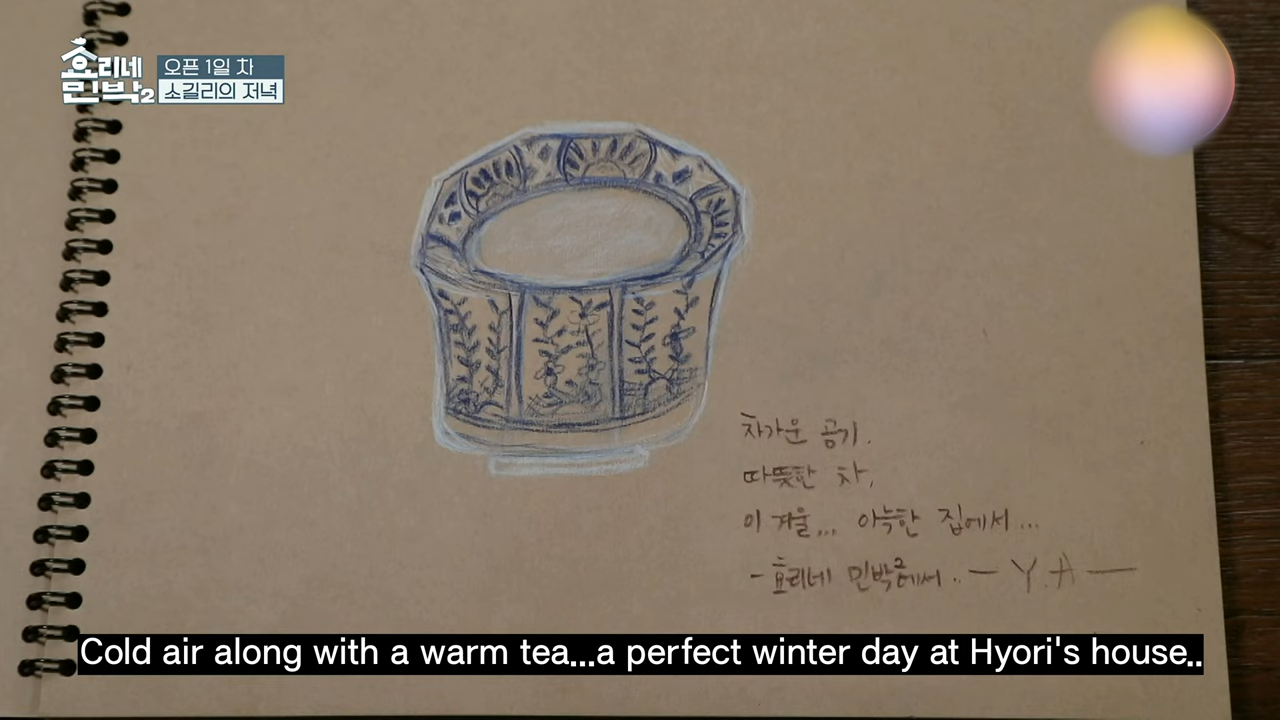 효리네
민박2
오픈 1일 차
소길리의 저녁
차가운 공기.
따뜻한 차,
이 겨울... 아늑한 집에서...
-효리네 민박2에서.. — Y.A —
Cold air along with a warm tea...a perfect winter day at Hyori's house..